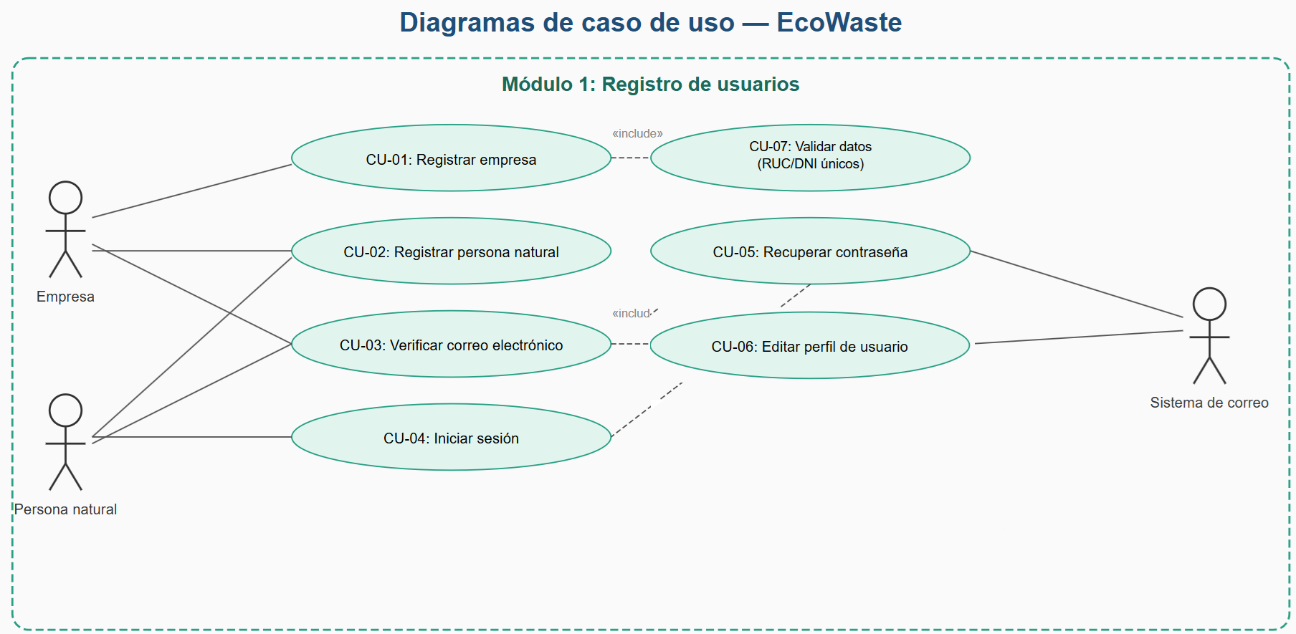 Diagramas de caso de uso — EcoWaste
Módulo 1: Registro de usuarios
CU-01: Registrar empresa
«include»
CU-07: Validar datos
(RUC/DNI únicos)
CU-02: Registrar persona natural
CU-05: Recuperar contraseña
Empresa
«includ
CU-03: Verificar correo electrónico
CU-06: Editar perfil de usuario
Sistema de correo
CU-04: Iniciar sesión
Persona natural